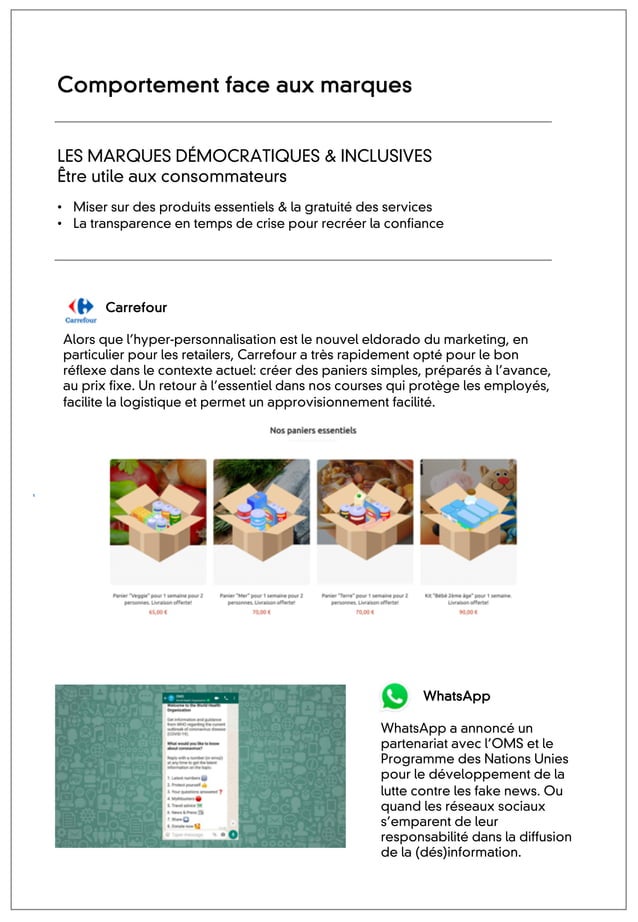 Comportement face aux marques
LES MARQUES DÉMOCRATIQUES & INCLUSIVES
Être utile aux consommateurs
• Miser sur des produits essentiels & la gratuité des services
• La transparence en temps de crise pour recréer la confiance
Carrefour
Carrefour
Alors que l’hyper-personnalisation est le nouvel eldorado du marketing, en
particulier pour les retailers, Carrefour a très rapidement opté pour le bon
réflexe dans le contexte actuel: créer des paniers simples, préparés à l’avance,
au prix fixe. Un retour à l’essentiel dans nos courses qui protège les employés,
facilite la logistique et permet un approvisionnement facilité.
Nos paniers essentiels
Panier "Veggie" pour 1 semaine pour 2
personnes. Livraison offerte!
65,00 €
Panier "Mer" pour 1 semaine pour 2
personnes. Livraison offerte!
70,00 €
Panier "Terre" pour 1 semaine pour 2
personnes. Livraison offerte!
70,00 €
Kit "Bébé 2ème âge" pour 1 semaine.
Livraison offerte!
90,00 €
OMS
Welcome to the World Health
Organization
Get information and guidance
from WHO regarding the current
outbreak of coronavirus disease
(COVID-19).
What would you like to know
about coronavirus?
Reply with a number (or emoji)
at any time to get the latest
information on the topic:
1. Latest numbers
2. Protect yourself
3. Your questions answered
4. Mythbusters
5. Travel advice
6. News & Press
7. Share
8. Donate now
Type message
WhatsApp
WhatsApp a annoncé un
partenariat avec l’OMS et le
Programme des Nations Unies
pour le développement de la
lutte contre les fake news. Ou
quand les réseaux sociaux
s’emparent de leur
responsabilité dans la diffusion
de la (dés)information.